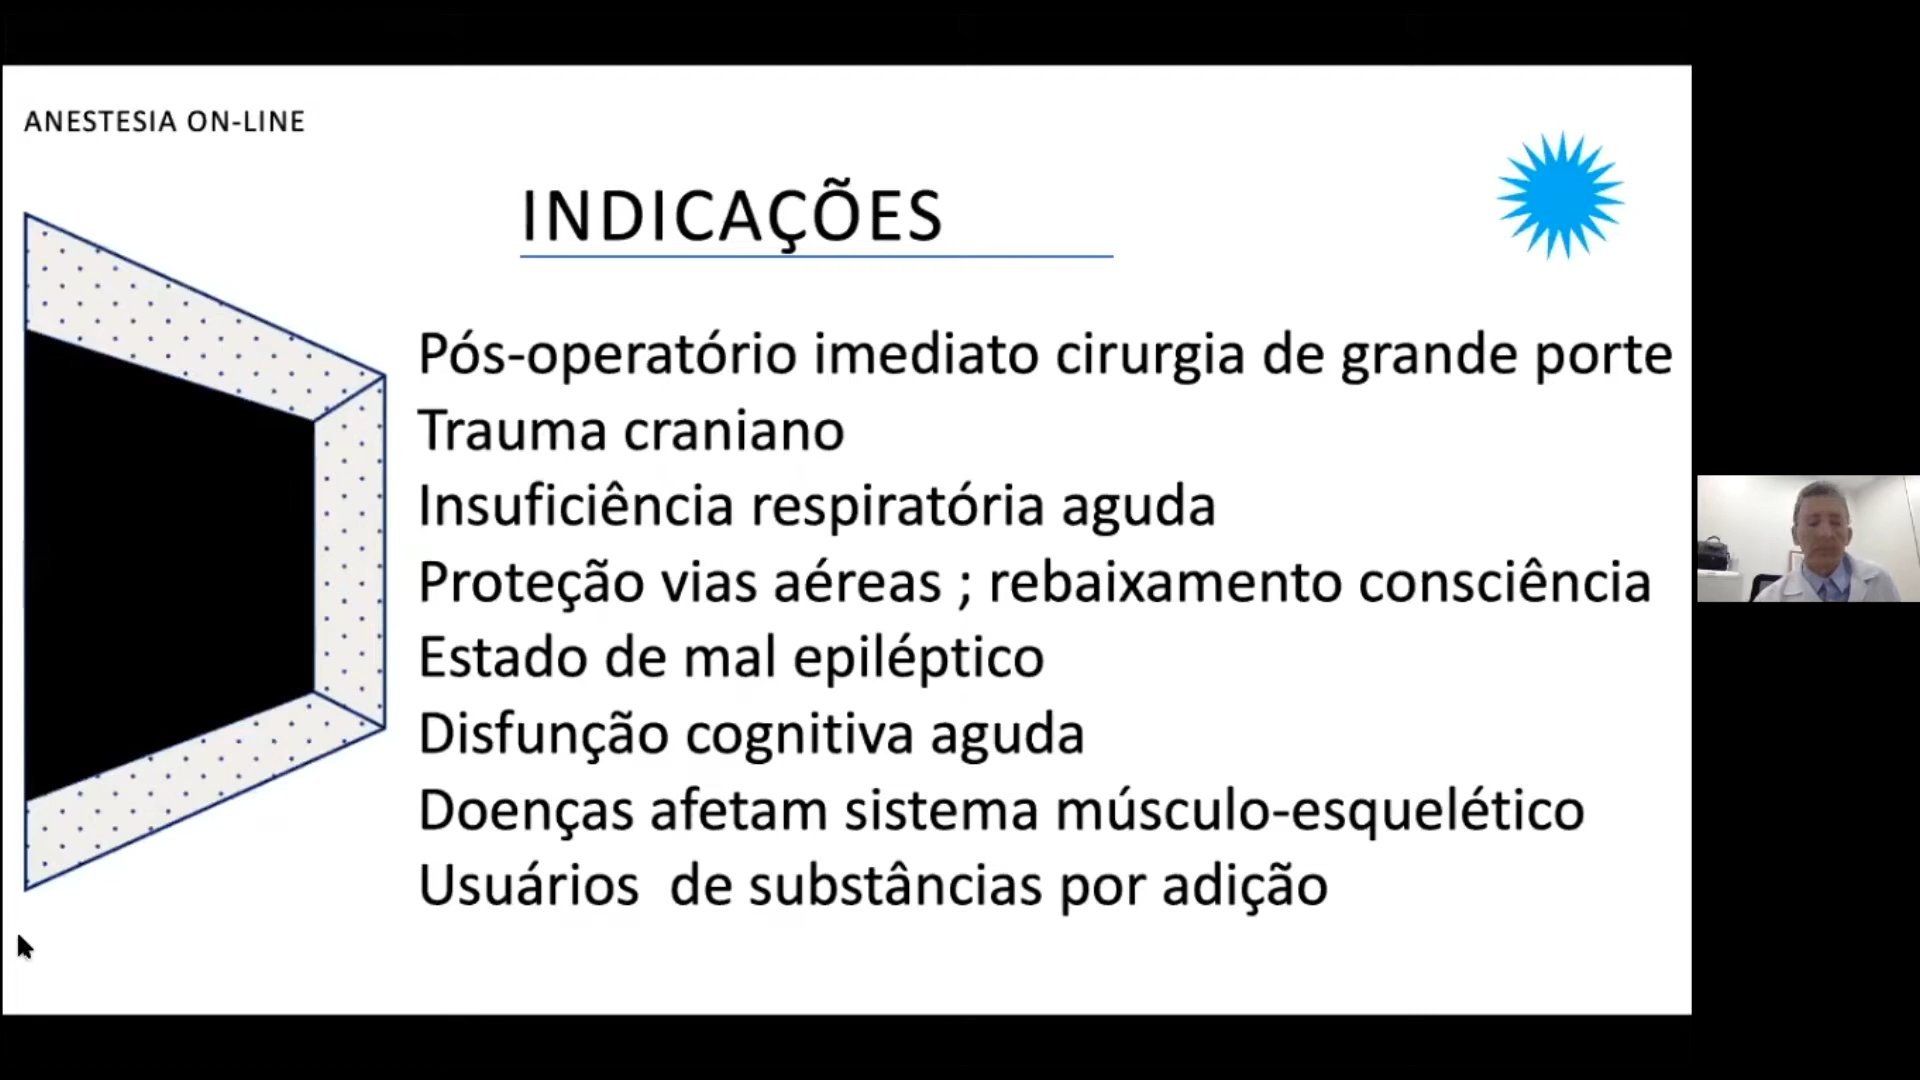 ANESTESIA ON-LINE
INDICAÇÕES
Pós-operatório imediato cirurgia de grande porte
Trauma craniano
Insuficiência respiratória aguda
Proteção vias aéreas ; rebaixamento consciência
Estado de mal epiléptico
Disfunção cognitiva aguda
Doenças afetam sistema músculo-esquelético
Usuários  de substâncias por adição